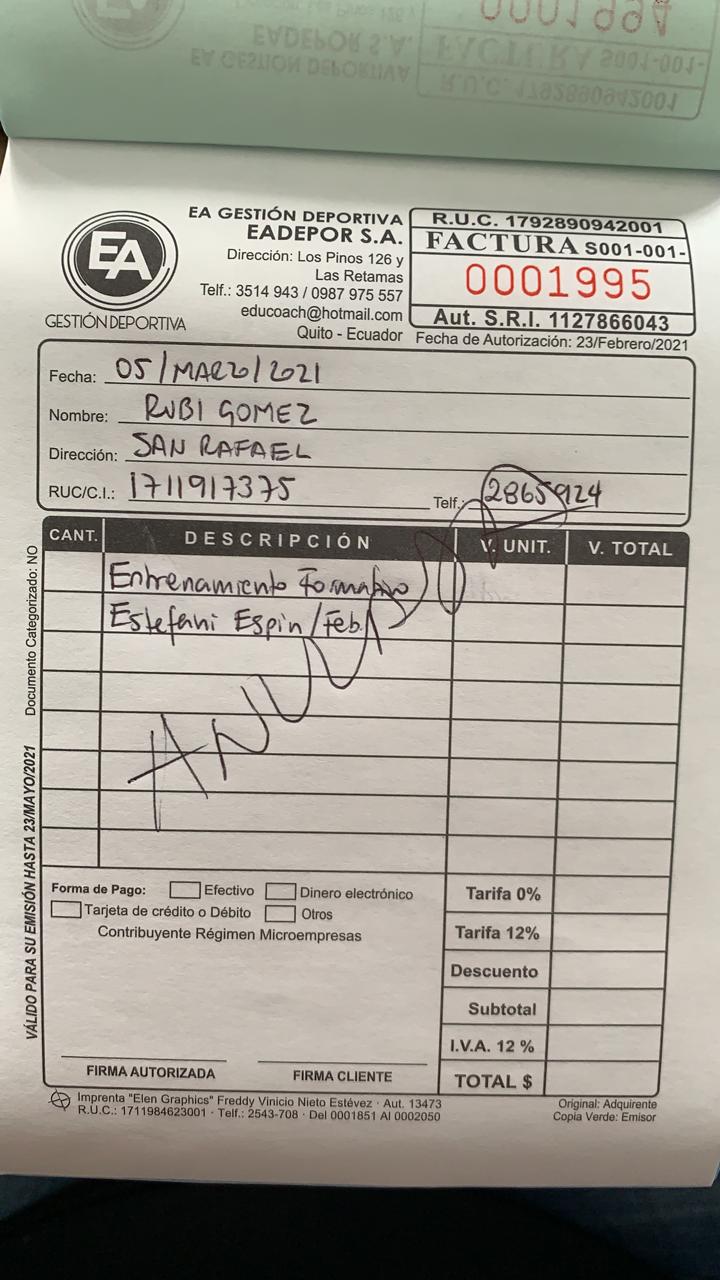 0001994
FACTURA S001-001-
R.U.C. 1792890942001
EADEPOR S.A.
EA GESTIÓN DEPORTIVA
EA
GESTIÓN DEPORTIVA
EA GESTIÓN DEPORTIVA
EADEPOR S.A.
Dirección: Los Pinos 126 y
Las Retamas
Telf.: 3514 943 / 0987 975 557
educoach@hotmail.com
Quito - Ecuador
R.U.C. 1792890942001
FACTURA S001-001-
0001995
Aut. S.R.I. 1127866043
Fecha de Autorización: 23/Febrero/2021
Fecha: 05/MARZO/2021
Nombre: RUBI GOMEZ
Dirección: SAN RAFAEL
RUC/C.I.: 1711917375 Telf.: 2865924
CANT. DESCRIPCIÓN V. UNIT. V. TOTAL
Entrenamiento Formativo
Estefani Espin/Feb.
ANULADO
Forma de Pago: Efectivo Dinero electrónico
Tarjeta de crédito o Débito Otros
Contribuyente Régimen Microempresas
Tarifa 0%
Tarifa 12%
Descuento
Subtotal
I.V.A. 12 %
TOTAL $
FIRMA AUTORIZADA FIRMA CLIENTE
Imprenta "Elen Graphics" Freddy Vinicio Nieto Estévez · Aut. 13473
R.U.C.: 1711984623001 · Telf.: 2543-708 · Del 0001851 Al 0002050
Original: Adquirente
Copia Verde: Emisor
VÁLIDO PARA SU EMISIÓN HASTA 23/MAYO/2021 Documento Categorizado: NO